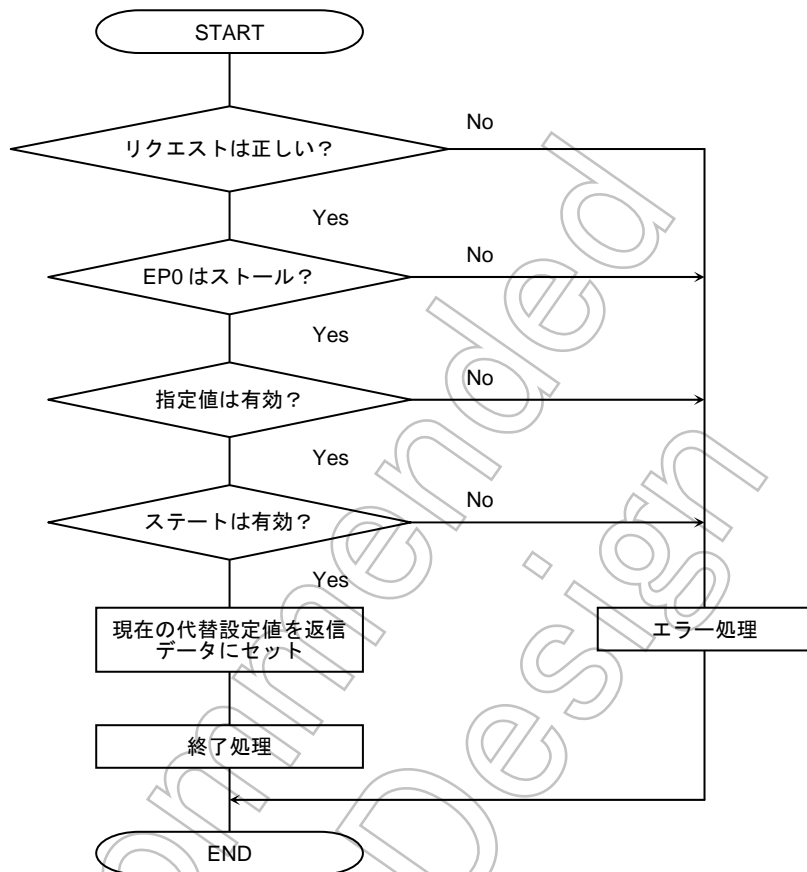 START
リクエストは正しい？
No
Yes
EP0 はストール？
No
Yes
指定値は有効？
No
Yes
ステートは有効？
No
Yes
現在の代替設定値を返信
データにセット
エラー処理
終了処理
END
ommended
Design